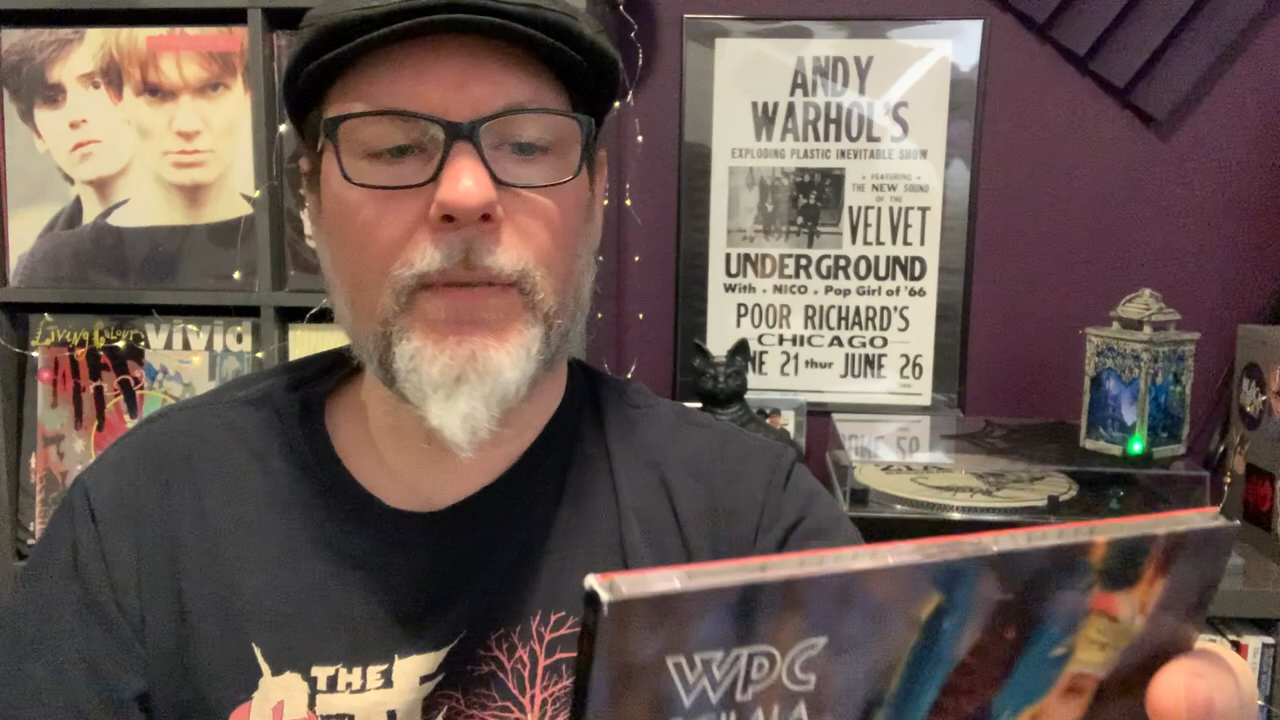 LIVING COLOUR
Vivid
ANDY
WARHOL'S
EXPLODING PLASTIC INEVITABLE SHOW
• FEATURING •
THE NEW SOUND
OF THE
VELVET
UNDERGROUND
With • NICO • Pop Girl of '66
POOR RICHARD'S
CHICAGO
NE 21 thur JUNE 26
THE
WPC